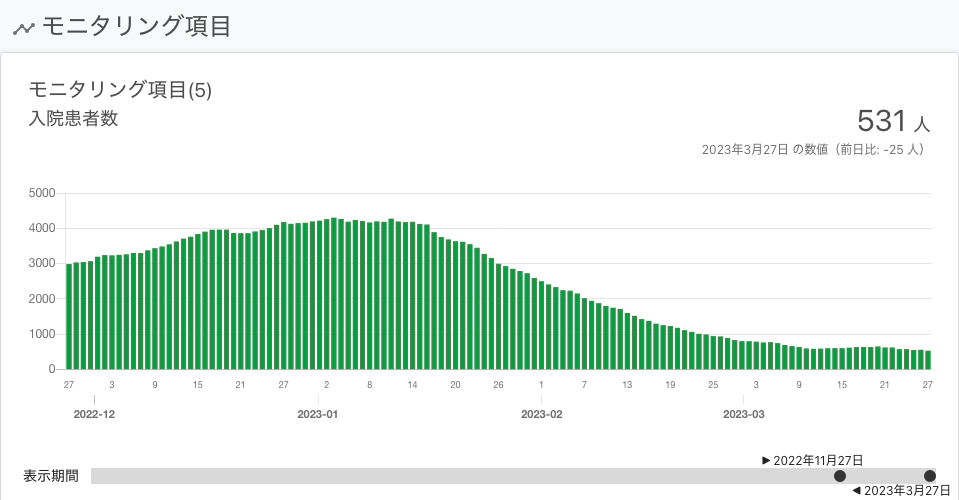 モニタリング項目
モニタリング項目(5)
入院患者数
531 人
2023年3月27日 の数値（前日比: -25 人）
5000
4000
3000
2000
1000
0
27 3 9 15 21 27 2 8 14 20 26 1 7 13 19 25 3 9 15 21 27
2022-12 2023-01 2023-02 2023-03
▶ 2022年11月27日
表示期間
◀ 2023年3月27日